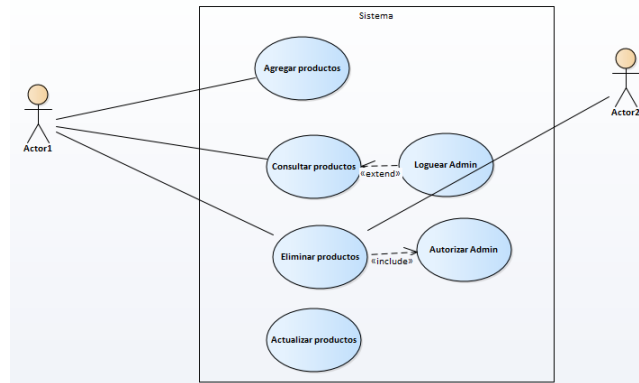 Sistema
Agregar productos
Actor1
Actor2
Consultar productos
Loguear Admin
«extend»
Eliminar productos
Autorizar Admin
«include»
Actualizar productos